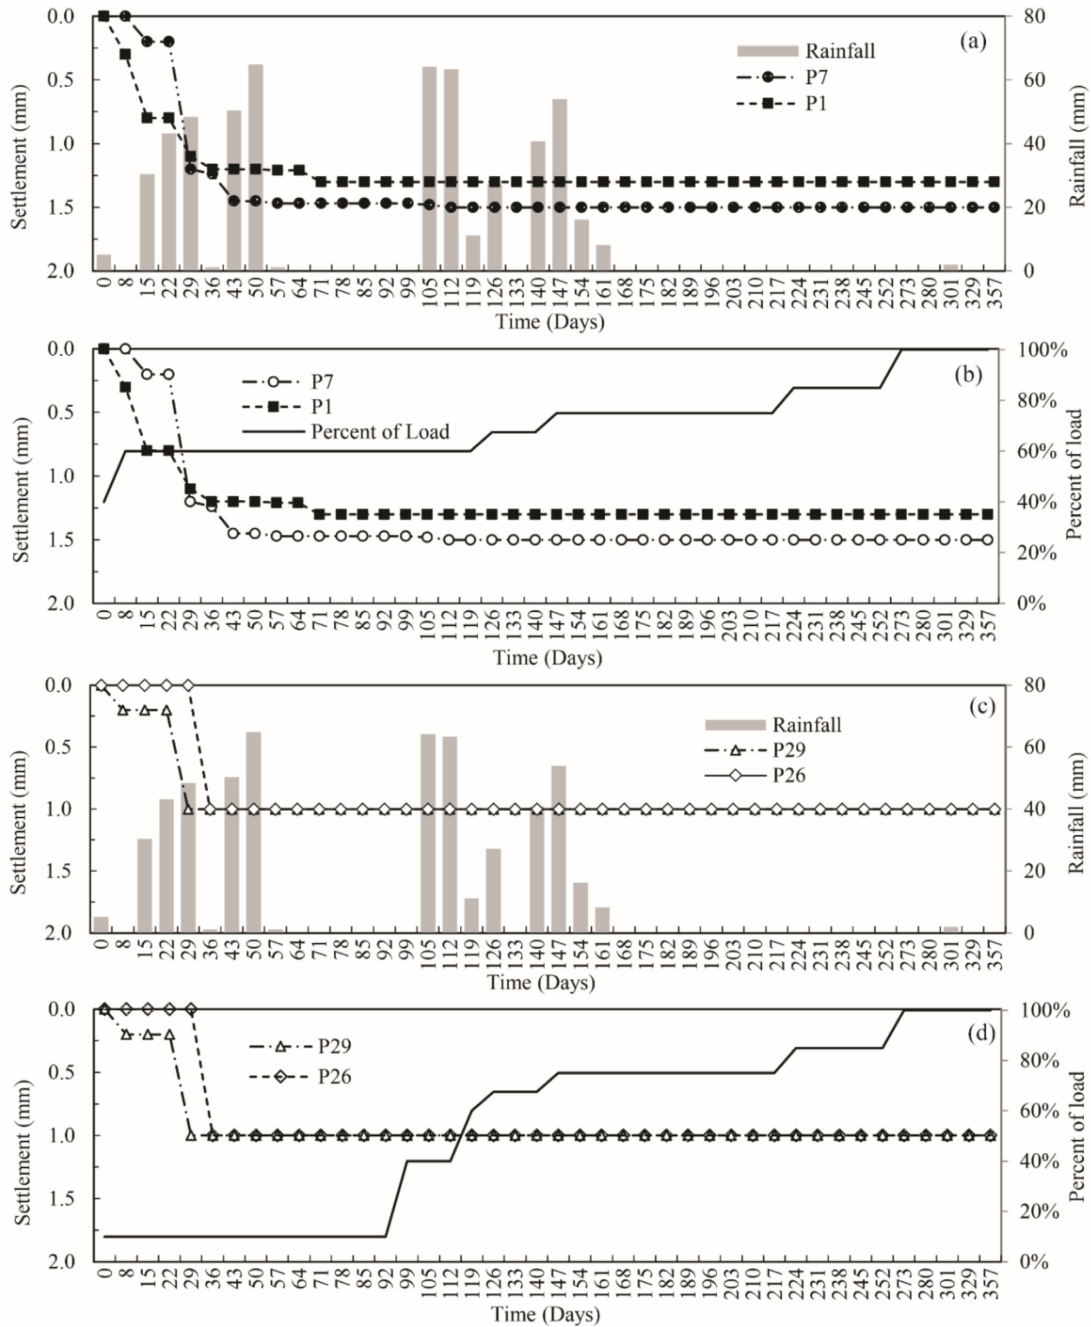 (a)
Settlement (mm)
0.0
0.5
1.0
1.5
2.0
Rainfall
P7
P1
80
60
40
20
0
Rainfall (mm)
0 8 15 22 29 36 43 50 57 64 71 78 85 92 99 105 112 119 126 133 140 147 154 161 168 175 182 189 196 203 210 217 224 231 238 245 252 273 280 301 329 357
Time (Days)
(b)
Settlement (mm)
0.0
0.5
1.0
1.5
2.0
P7
P1
Percent of Load
100%
80%
60%
40%
20%
0%
Percent of load
0 8 15 22 29 36 43 50 57 64 71 78 85 92 99 105 112 119 126 133 140 147 154 161 168 175 182 189 196 203 210 217 224 231 238 245 252 273 280 301 329 357
Time (Days)
(c)
Settlement (mm)
0.0
0.5
1.0
1.5
2.0
Rainfall
P29
P26
80
60
40
20
0
Rainfall (mm)
0 8 15 22 29 36 43 50 57 64 71 78 85 92 99 105 112 119 126 133 140 147 154 161 168 175 182 189 196 203 210 217 224 231 238 245 252 273 280 301 329 357
Time (Days)
(d)
Settlement (mm)
0.0
0.5
1.0
1.5
2.0
P29
P26
100%
80%
60%
40%
20%
0%
Percent of load
0 8 15 22 29 36 43 50 57 64 71 78 85 92 99 105 112 119 126 133 140 147 154 161 168 175 182 189 196 203 210 217 224 231 238 245 252 273 280 301 329 357
Time (Days)